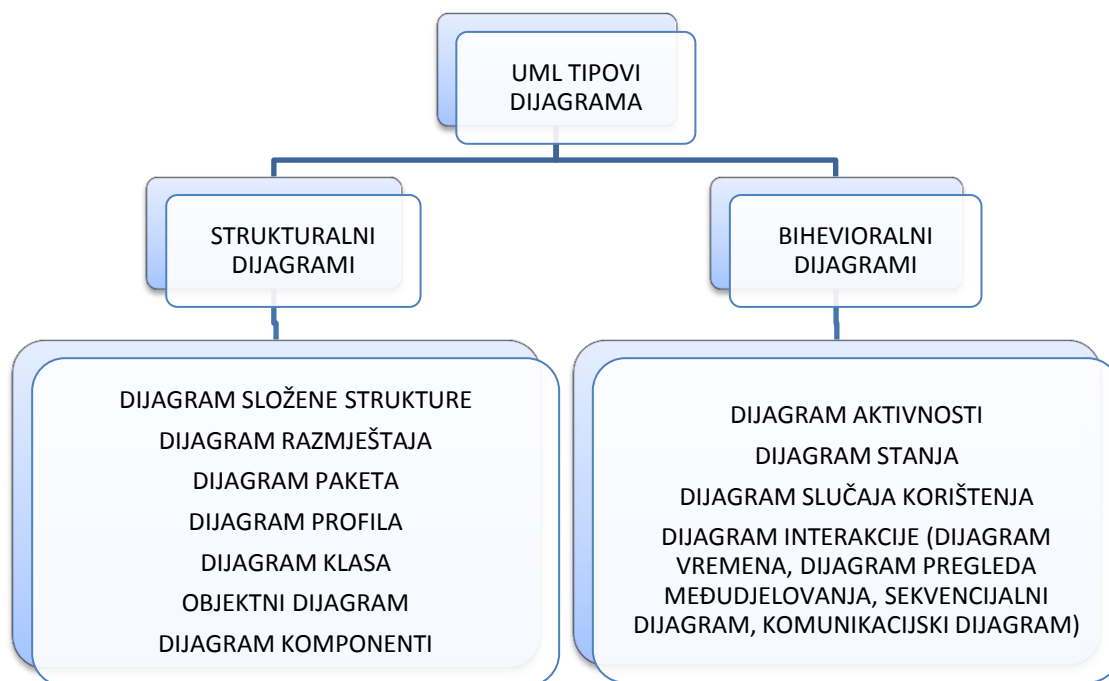 UML TIPOVI
DIJAGRAMA
STRUKTURALNI
DIJAGRAMI
BIHEVIORALNI
DIJAGRAMI
DIJAGRAM SLOŽENE STRUKTURE
DIJAGRAM RAZMJEŠTAJA
DIJAGRAM PAKETA
DIJAGRAM PROFILA
DIJAGRAM KLASA
OBJEKTNI DIJAGRAM
DIJAGRAM KOMPONENTI
DIJAGRAM AKTIVNOSTI
DIJAGRAM STANJA
DIJAGRAM SLUČAJA KORIŠTENJA
DIJAGRAM INTERAKCIJE (DIJAGRAM
VREMENA, DIJAGRAM PREGLEDA
MEĐUDJELOVANJA, SEKVENCIJALNI
DIJAGRAM, KOMUNIKACIJSKI DIJAGRAM)